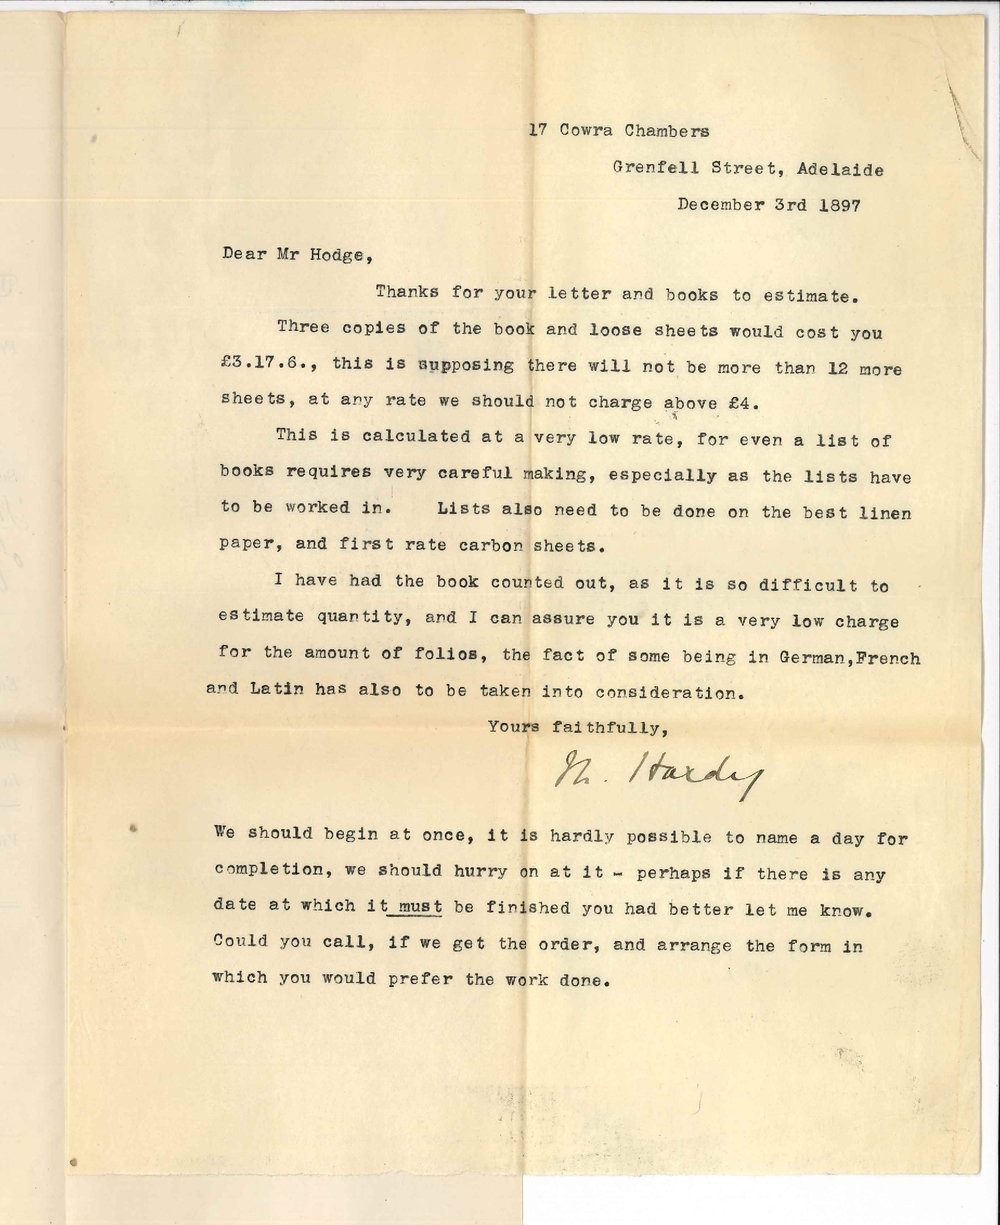 17 Cowra Chambers
Grenfell Street, Adelaide
December 3rd 1897
Dear Mr Hodge,
Thanks for your letter and books to estimate.
Three copies of the book and loose sheets would cost you
£3.17.6., this is supposing there will not be more than 12 more
sheets, at any rate we should not charge above £4.
This is calculated at a very low rate, for even a list of
books requires very careful making, especially as the lists have
to be worked in. Lists also need to be done on the best linen
paper, and first rate carbon sheets.
I have had the book counted out, as it is so difficult to
estimate quantity, and I can assure you it is a very low charge
for the amount of folios, the fact of some being in German,French
and Latin has also to be taken into consideration.
Yours faithfully,
M. Hardy
We should begin at once, it is hardly possible to name a day for
completion, we should hurry on at it - perhaps if there is any
date at which it must be finished you had better let me know.
Could you call, if we get the order, and arrange the form in
which you would prefer the work done.